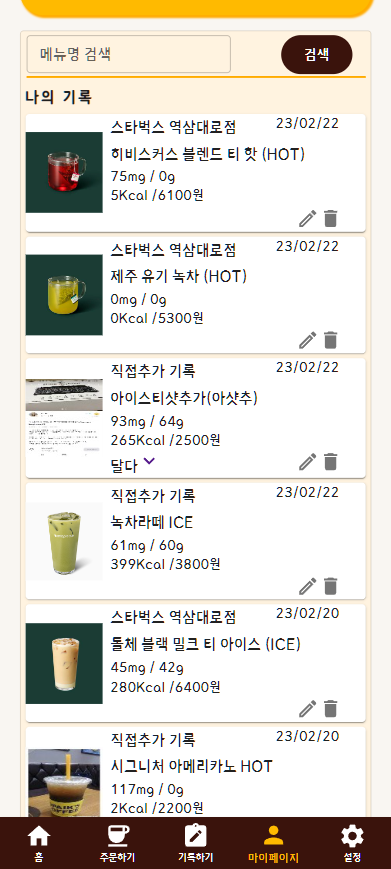 메뉴명 검색
검색
나의 기록
스타벅스 역삼대로점 23/02/22
히비스커스 블렌드 티 핫 (HOT)
75mg / 0g
5Kcal /6100원
스타벅스 역삼대로점 23/02/22
제주 유기 녹차 (HOT)
0mg / 0g
0Kcal /5300원
직접추가 기록 23/02/22
아이스티샷추가(아샷추)
93mg / 64g
265Kcal /2500원
달다
직접추가 기록 23/02/22
녹차라떼 ICE
61mg / 60g
399Kcal /3800원
스타벅스 역삼대로점 23/02/20
돌체 블랙 밀크 티 아이스 (ICE)
45mg / 42g
280Kcal /6400원
직접추가 기록 23/02/20
시그니처 아메리카노 HOT
117mg / 0g
2Kcal /2200원
홈 주문하기 기록하기 마이페이지 설정